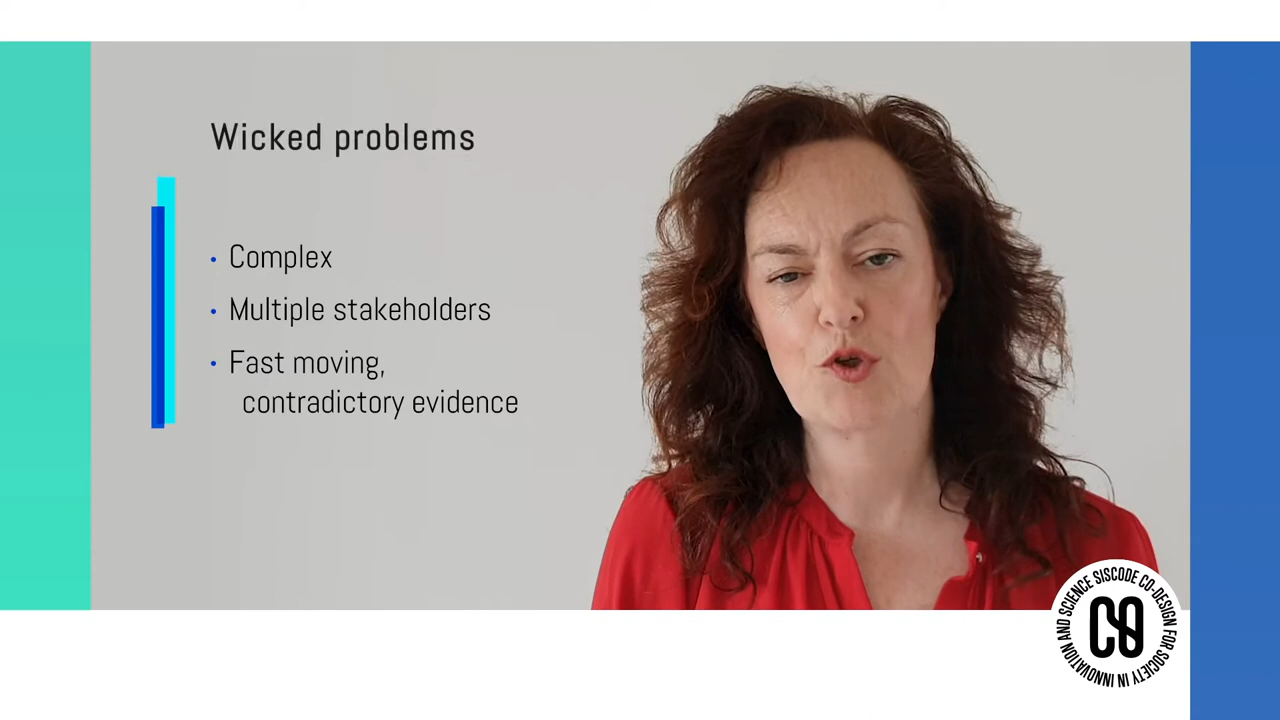 Wicked problems
• Complex
• Multiple stakeholders
• Fast moving,
contradictory evidence
SISCODE CO-DESIGN FOR SOCIETY IN INNOVATION AND SCIENCE
CO